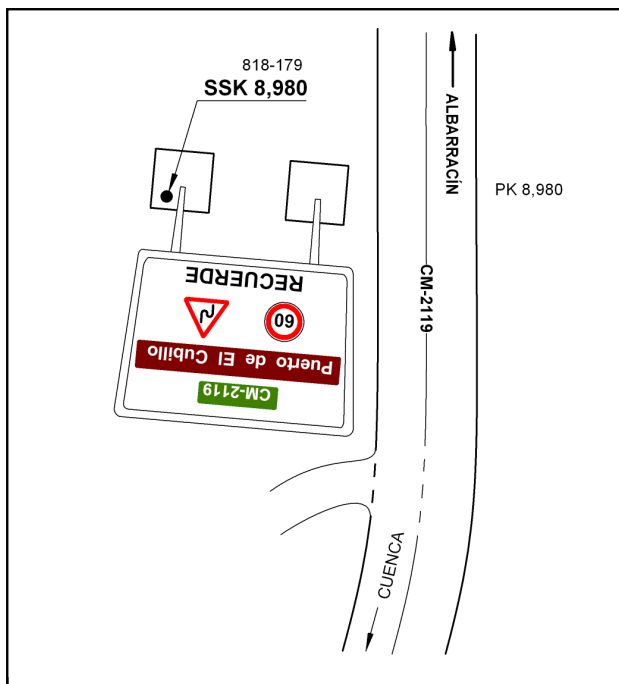 818-179
SSK 8,980
ALBARRACÍN
PK 8,980
CM-2119
CM-2119
Puerto de El Cubillo
60
RECUERDE
CUENCA